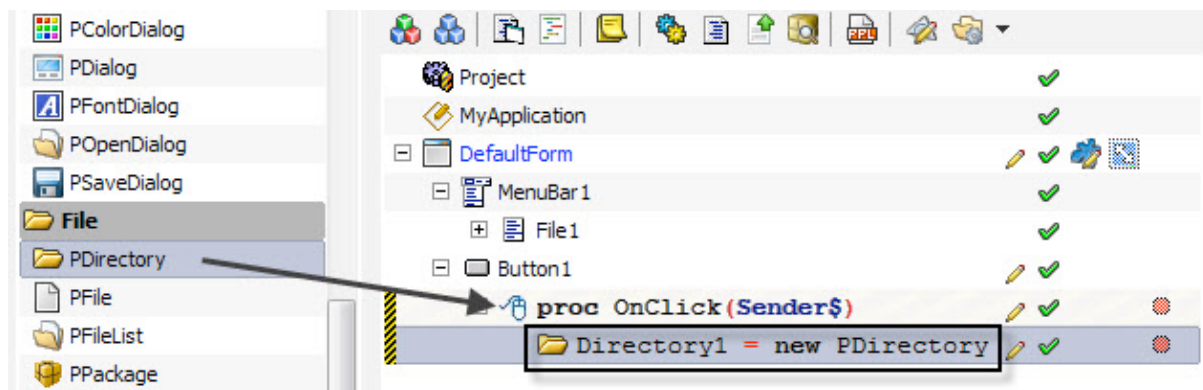 PColorDialog
PDialog
PFontDialog
POpenDialog
PSaveDialog
File
PDirectory
PFile
PFileList
PPackage
RPL
Project
MyApplication
DefaultForm
MenuBar1
File1
Button1
proc OnClick(Sender$)
Directory1 = new PDirectory